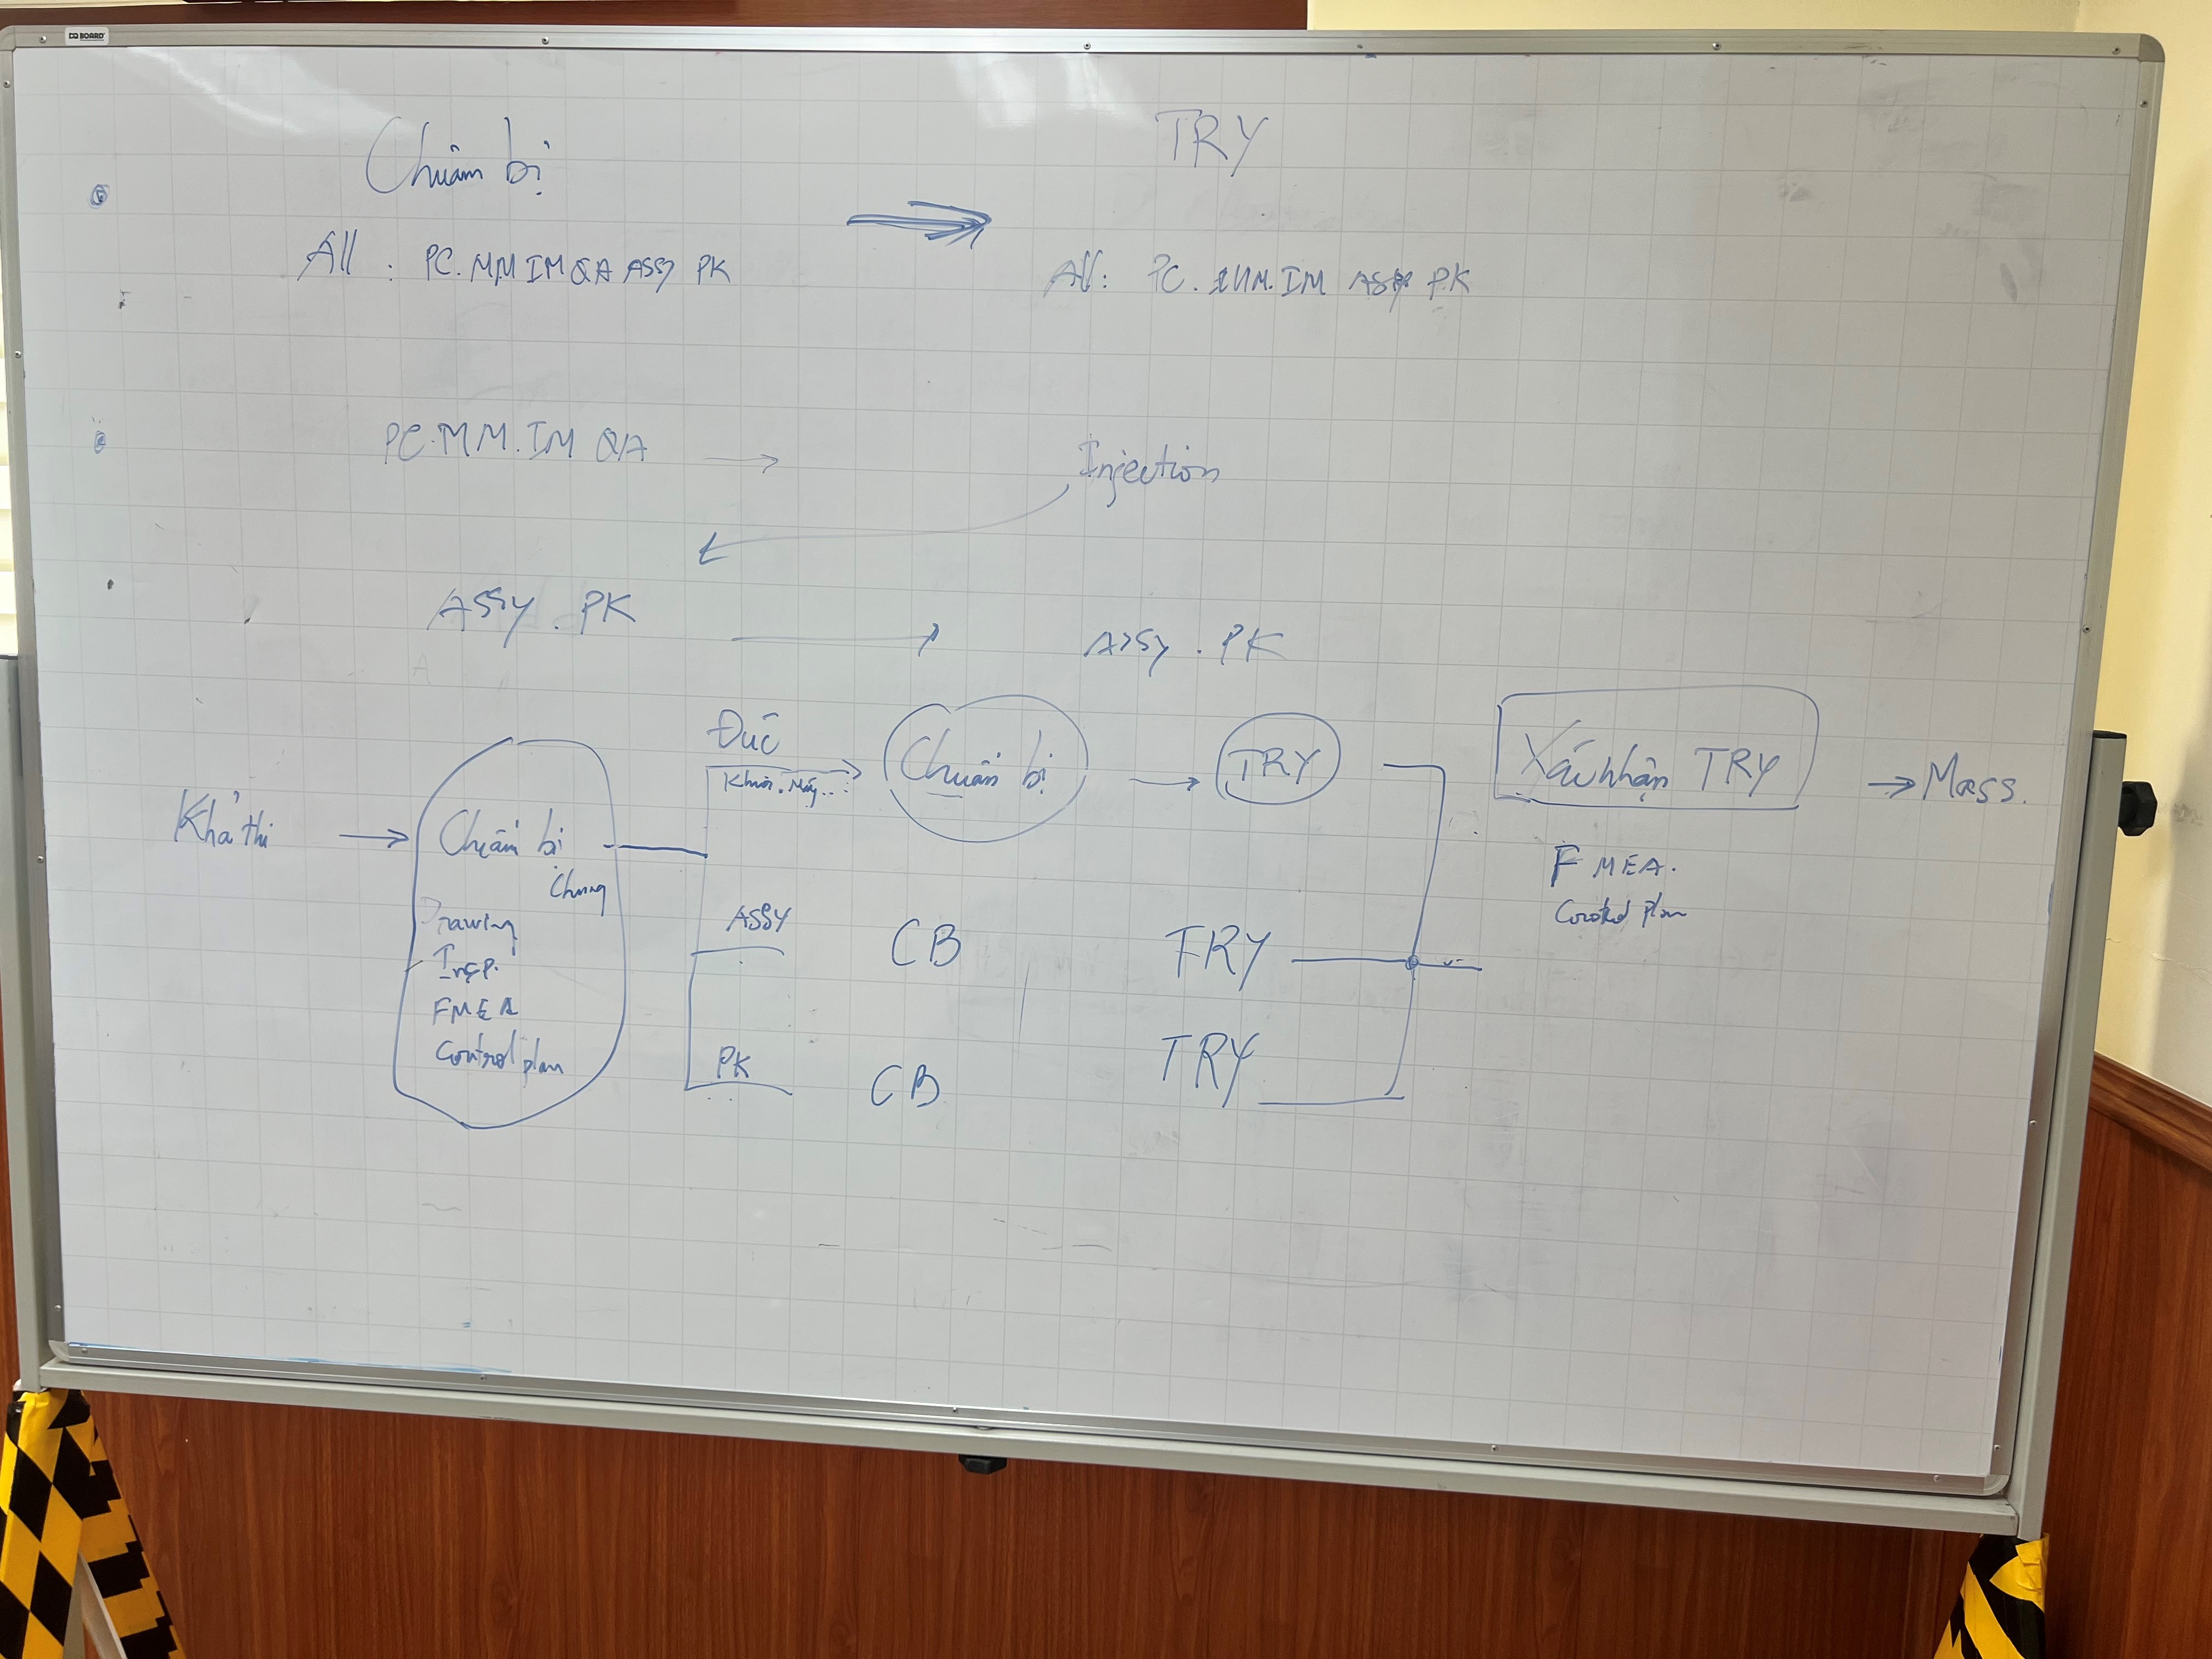 BOARD
Chuẩm bị
TRY
All : PC. MM IM QA ASSY PK
All: PC. MM. IM ASSY P.K
PC. MM. IM QA
Injection
ASSY . PK
ASSY . PK
Đúc
Khuôn. Máy...
Chuẩn bị
TRY
Xác nhận TRY
Mass.
Khả thi
Chuẩn bị
Chung
Drawing
Insp.
FMEA
Control plan
ASSY
CB
TRY
FMEA.
Control plan
PK
CB
TRY